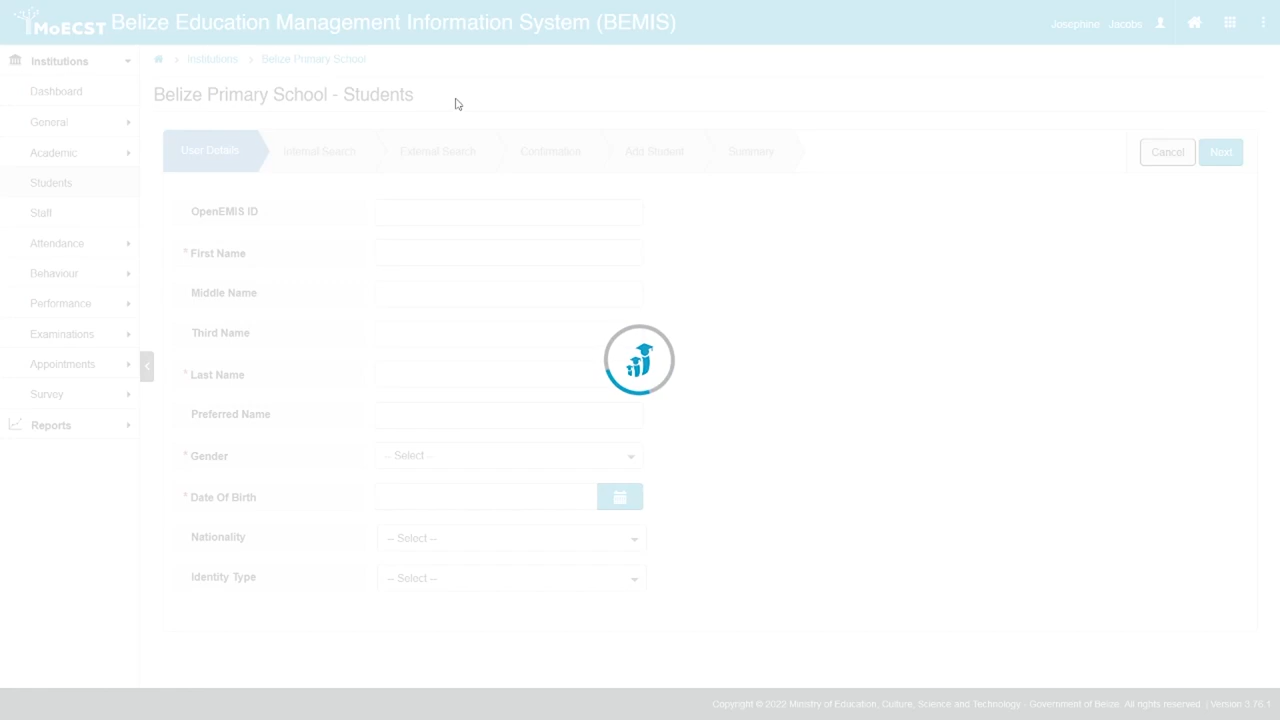 MoECST Belize Education Management Information System (BEMIS)
Josephine Jacobs
Institutions
Dashboard
General
Academic
Students
Staff
Attendance
Behaviour
Performance
Examinations
Appointments
Survey
Reports
Institutions
Belize Primary School
Belize Primary School - Students
User Details
Internal Search
External Search
Confirmation
Add Student
Summary
Cancel
Next
OpenEMIS ID
* First Name
Middle Name
Third Name
* Last Name
Preferred Name
* Gender
-- Select --
* Date Of Birth
Nationality
-- Select --
Identity Type
-- Select --
Copyright © 2022 Ministry of Education, Culture, Science and Technology - Government of Belize. All rights reserved. | Version 3.76.1